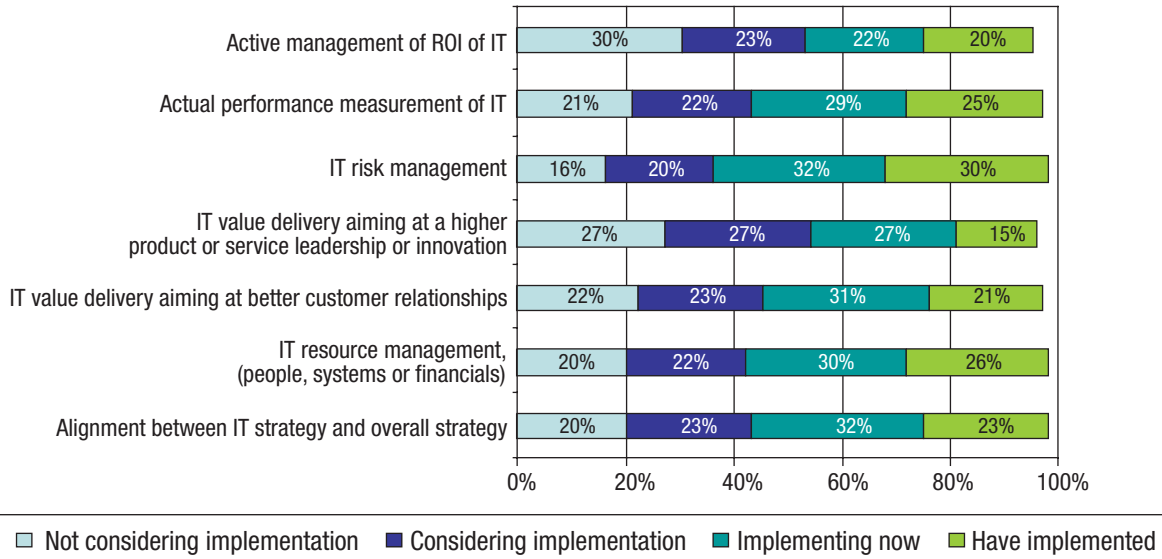 Active management of ROI of IT
30% 23% 22% 20%
Actual performance measurement of IT
21% 22% 29% 25%
IT risk management
16% 20% 32% 30%
IT value delivery aiming at a higher
product or service leadership or innovation
27% 27% 27% 15%
IT value delivery aiming at better customer relationships
22% 23% 31% 21%
IT resource management,
(people, systems or financials)
20% 22% 30% 26%
Alignment between IT strategy and overall strategy
20% 23% 32% 23%
0% 20% 40% 60% 80% 100%
Not considering implementation Considering implementation Implementing now Have implemented